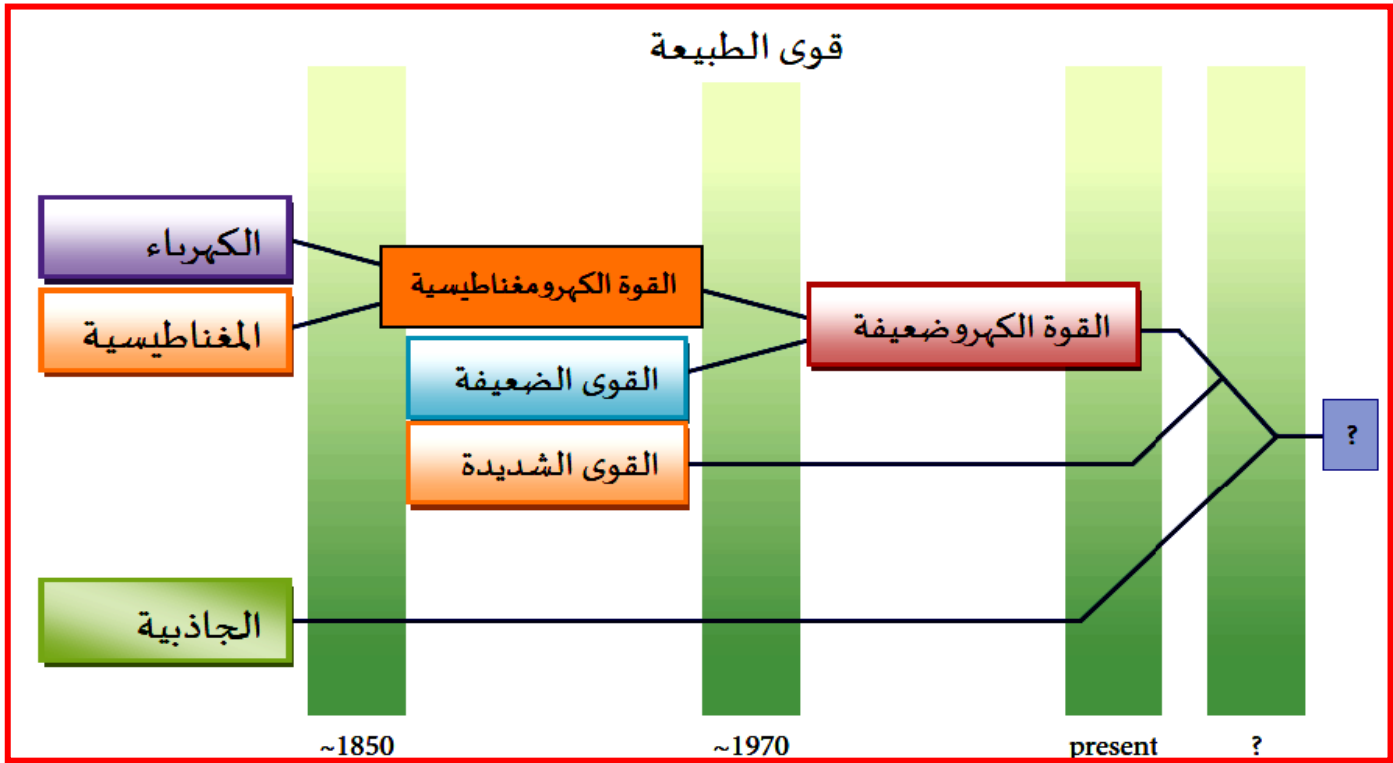 قوى الطبيعة
الكهرباء
المغناطيسية
القوة الكهرومغناطيسية
القوى الضعيفة
القوى الشديدة
القوة الكهروضعيفة
الجاذبية
?
~1850
~1970
present
?